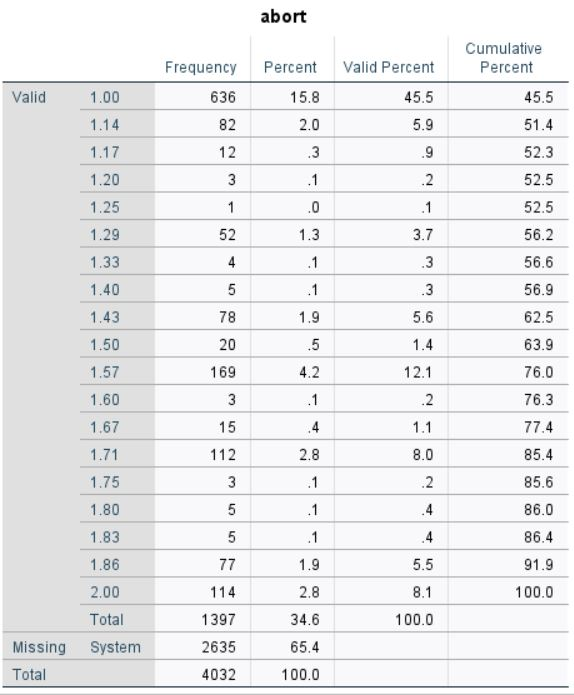 abort
Frequency Percent Valid Percent Cumulative Percent
Valid 1.00 636 15.8 45.5 45.5
1.14 82 2.0 5.9 51.4
1.17 12 .3 .9 52.3
1.20 3 .1 .2 52.5
1.25 1 .0 .1 52.5
1.29 52 1.3 3.7 56.2
1.33 4 .1 .3 56.6
1.40 5 .1 .3 56.9
1.43 78 1.9 5.6 62.5
1.50 20 .5 1.4 63.9
1.57 169 4.2 12.1 76.0
1.60 3 .1 .2 76.3
1.67 15 .4 1.1 77.4
1.71 112 2.8 8.0 85.4
1.75 3 .1 .2 85.6
1.80 5 .1 .4 86.0
1.83 5 .1 .4 86.4
1.86 77 1.9 5.5 91.9
2.00 114 2.8 8.1 100.0
Total 1397 34.6 100.0
Missing System 2635 65.4
Total 4032 100.0